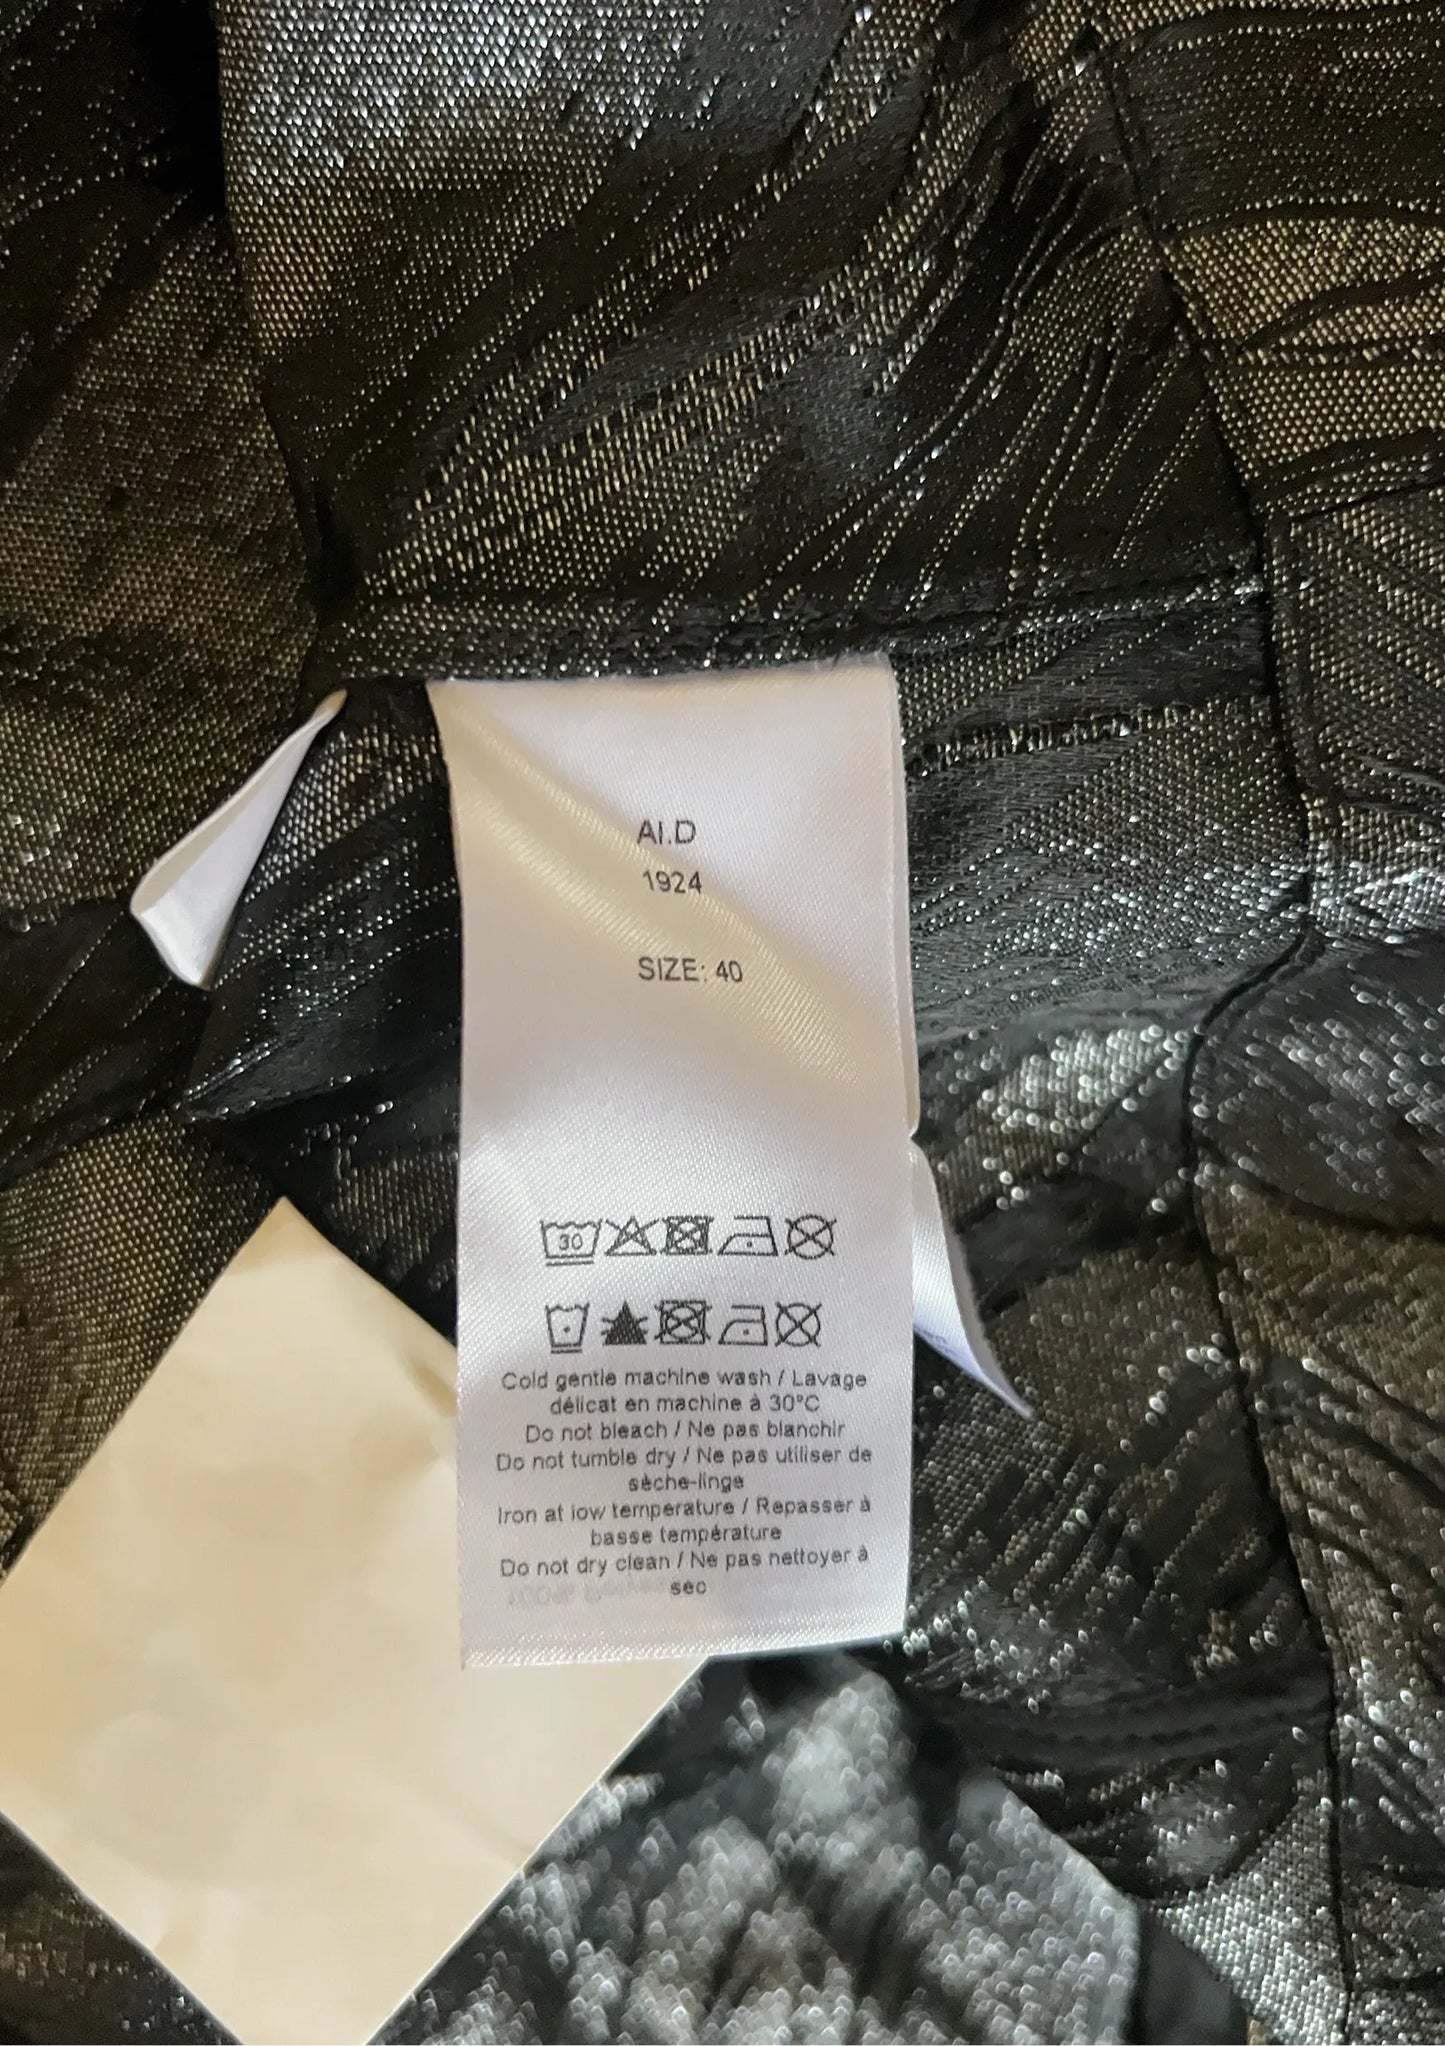 AI.D
1924
SIZE: 40
30
Cold gentle machine wash / Lavage
délicat en machine à 30°C
Do not bleach / Ne pas blanchir
Do not tumble dry / Ne pas utiliser de
sèche-linge
Iron at low temperature / Repasser à
basse température
Do not dry clean / Ne pas nettoyer à
sec